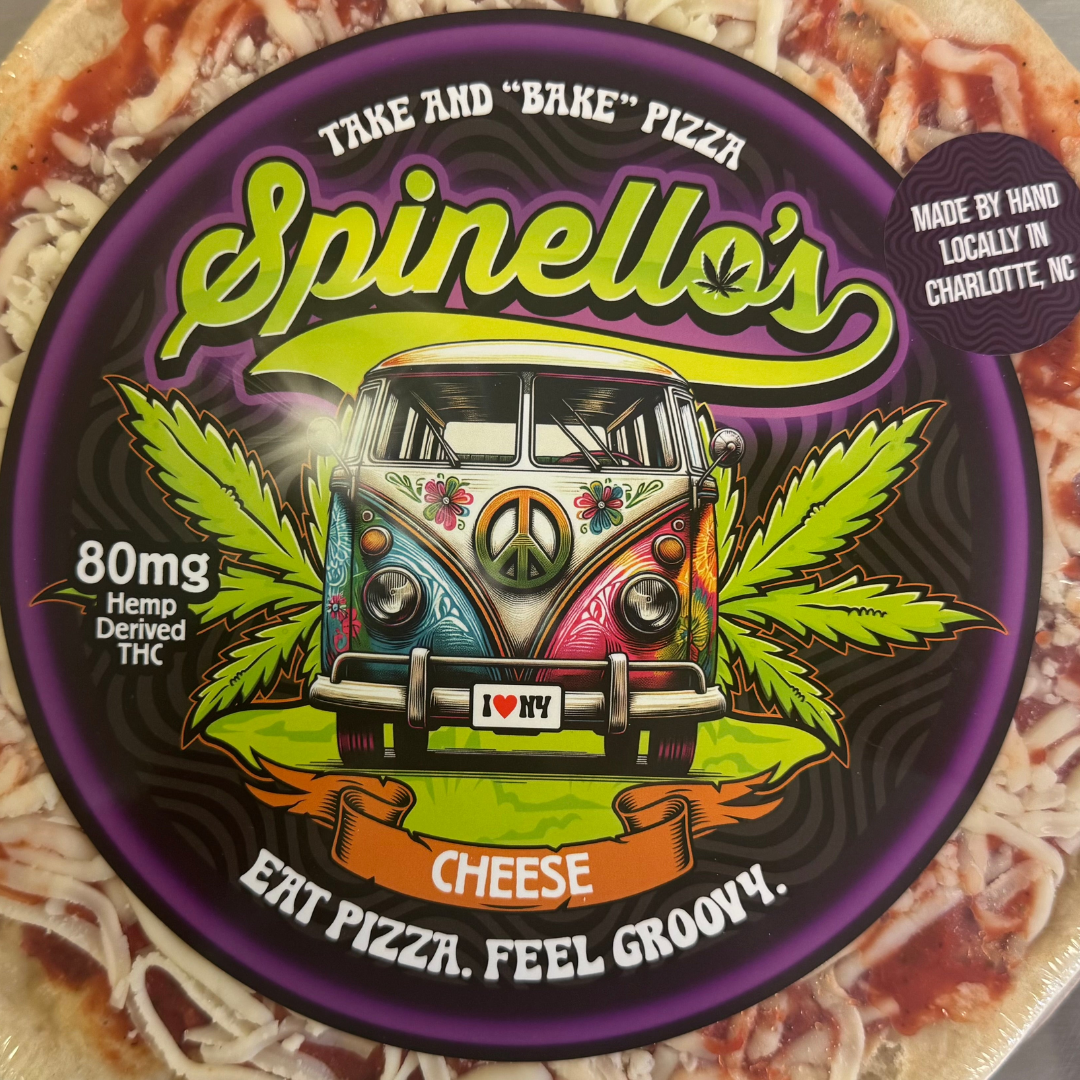 TAKE AND "BAKE" PIZZA
Spinello's
MADE BY HAND
LOCALLY IN
CHARLOTTE, NC
80mg
Hemp
Derived
THC
I ❤ NY
CHEESE
EAT PIZZA. FEEL GROOVY.